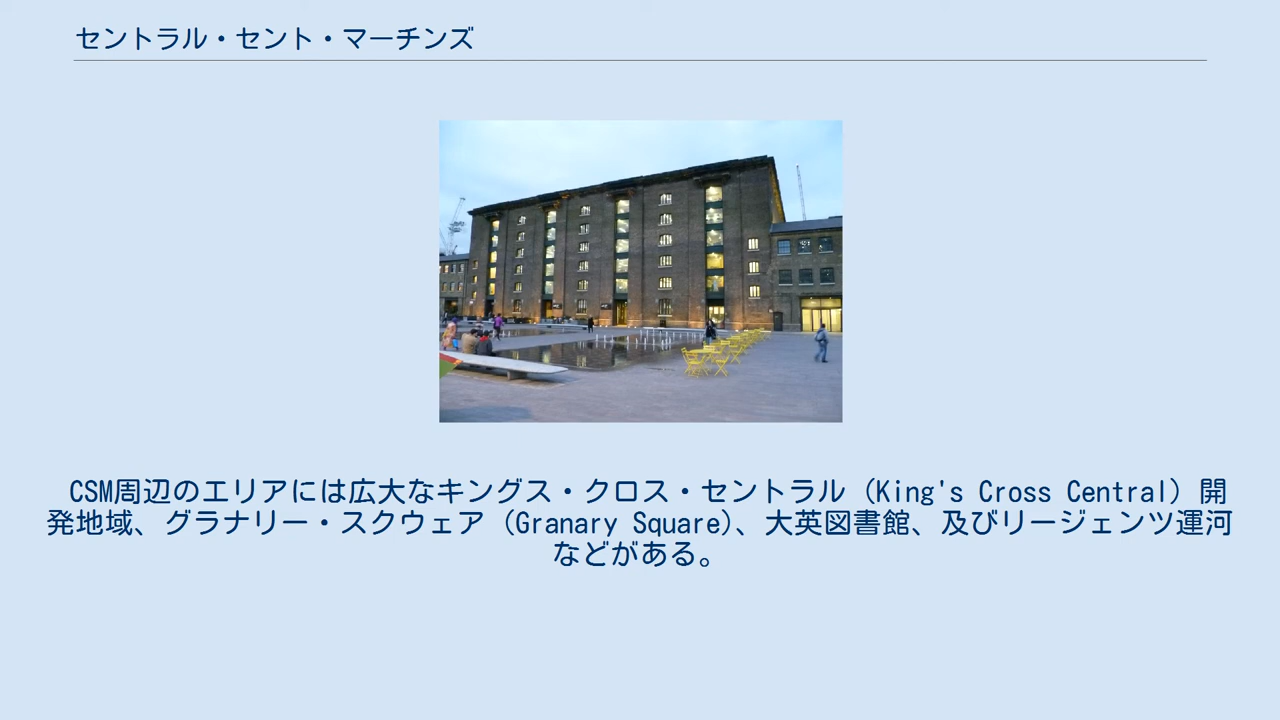 セントラル・セント・マーチンズ
CSM周辺のエリアには広大なキングス・クロス・セントラル（King's Cross Central）開
発地域、グラナリー・スクウェア（Granary Square）、大英図書館、及びリージェンツ運河
などがある。